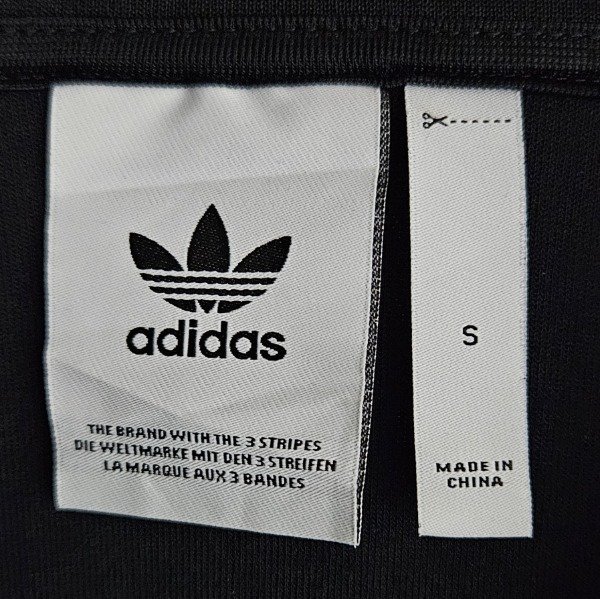 adidas
THE BRAND WITH THE 3 STRIPES
DIE WELTMARKE MIT DEN 3 STREIFEN
LA MARQUE AUX 3 BANDES
S
MADE IN
CHINA